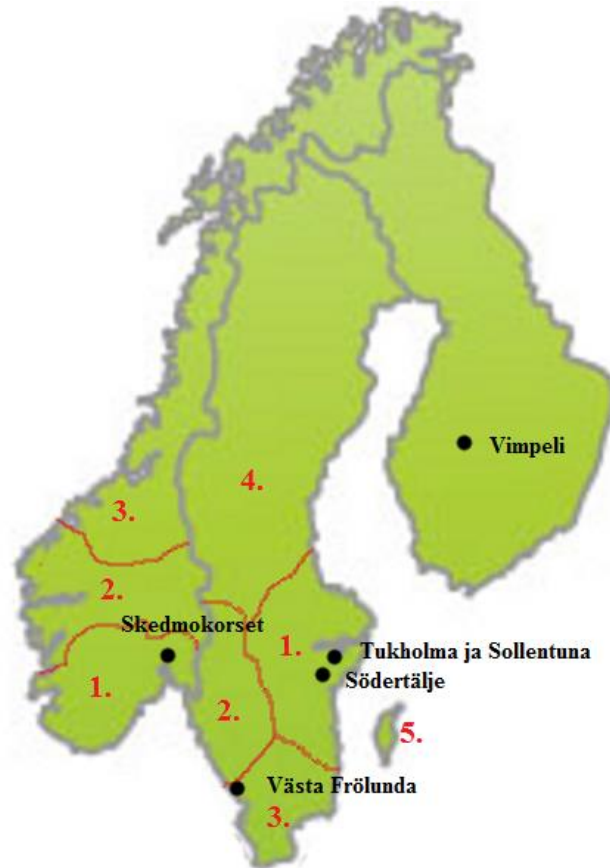 Vimpeli
4.
3.
2.
Skedmokorset
1.
Tukholma ja Sollentuna
Södertälje
1.
2.
5.
Västa Frölunda
3.